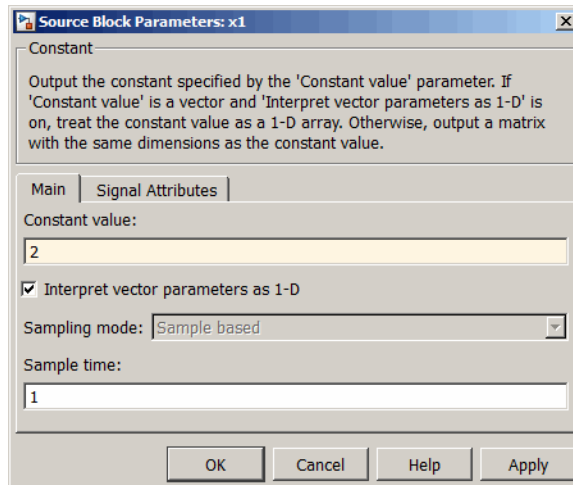 Source Block Parameters: x1
Constant
Output the constant specified by the 'Constant value' parameter. If
'Constant value' is a vector and 'Interpret vector parameters as 1-D' is
on, treat the constant value as a 1-D array. Otherwise, output a matrix
with the same dimensions as the constant value.
Main Signal Attributes
Constant value:
2
Interpret vector parameters as 1-D
Sampling mode: Sample based
Sample time:
1
OK Cancel Help Apply